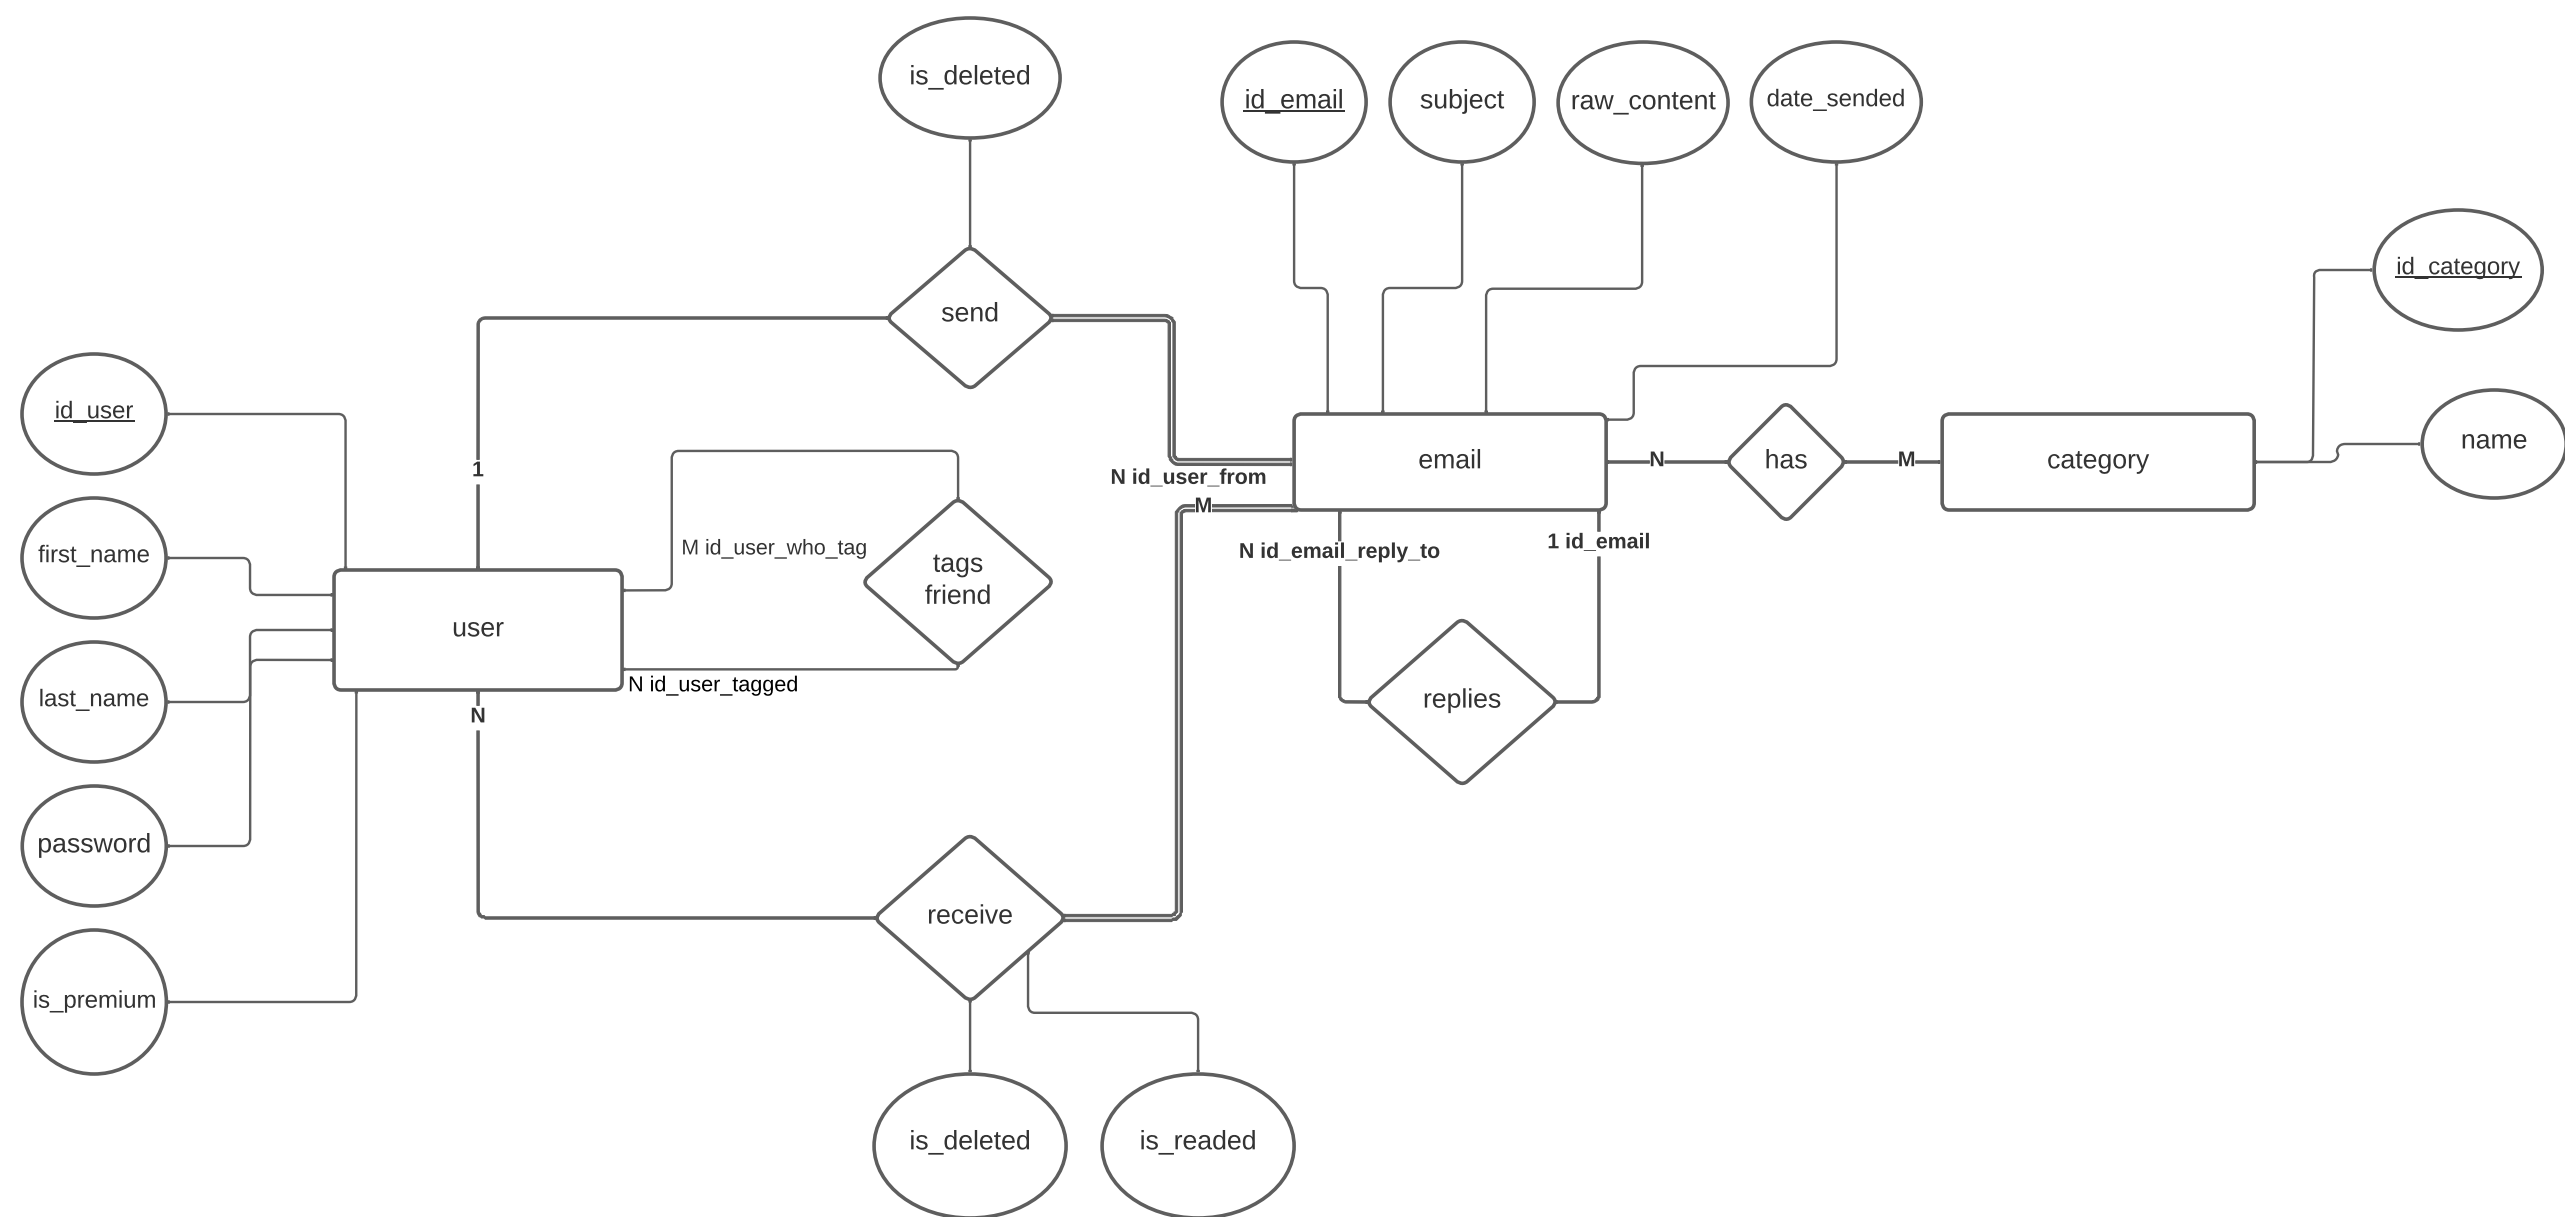 is_deleted
id_email
subject
raw_content
date_sended
id_category
send
id_user
1
N id_user_from
email
N
has
M
category
name
M
first_name
M id_user_who_tag
tags
friend
N id_email_reply_to
1 id_email
user
last_name
N id_user_tagged
N
replies
password
receive
is_premium
is_deleted
is_readed